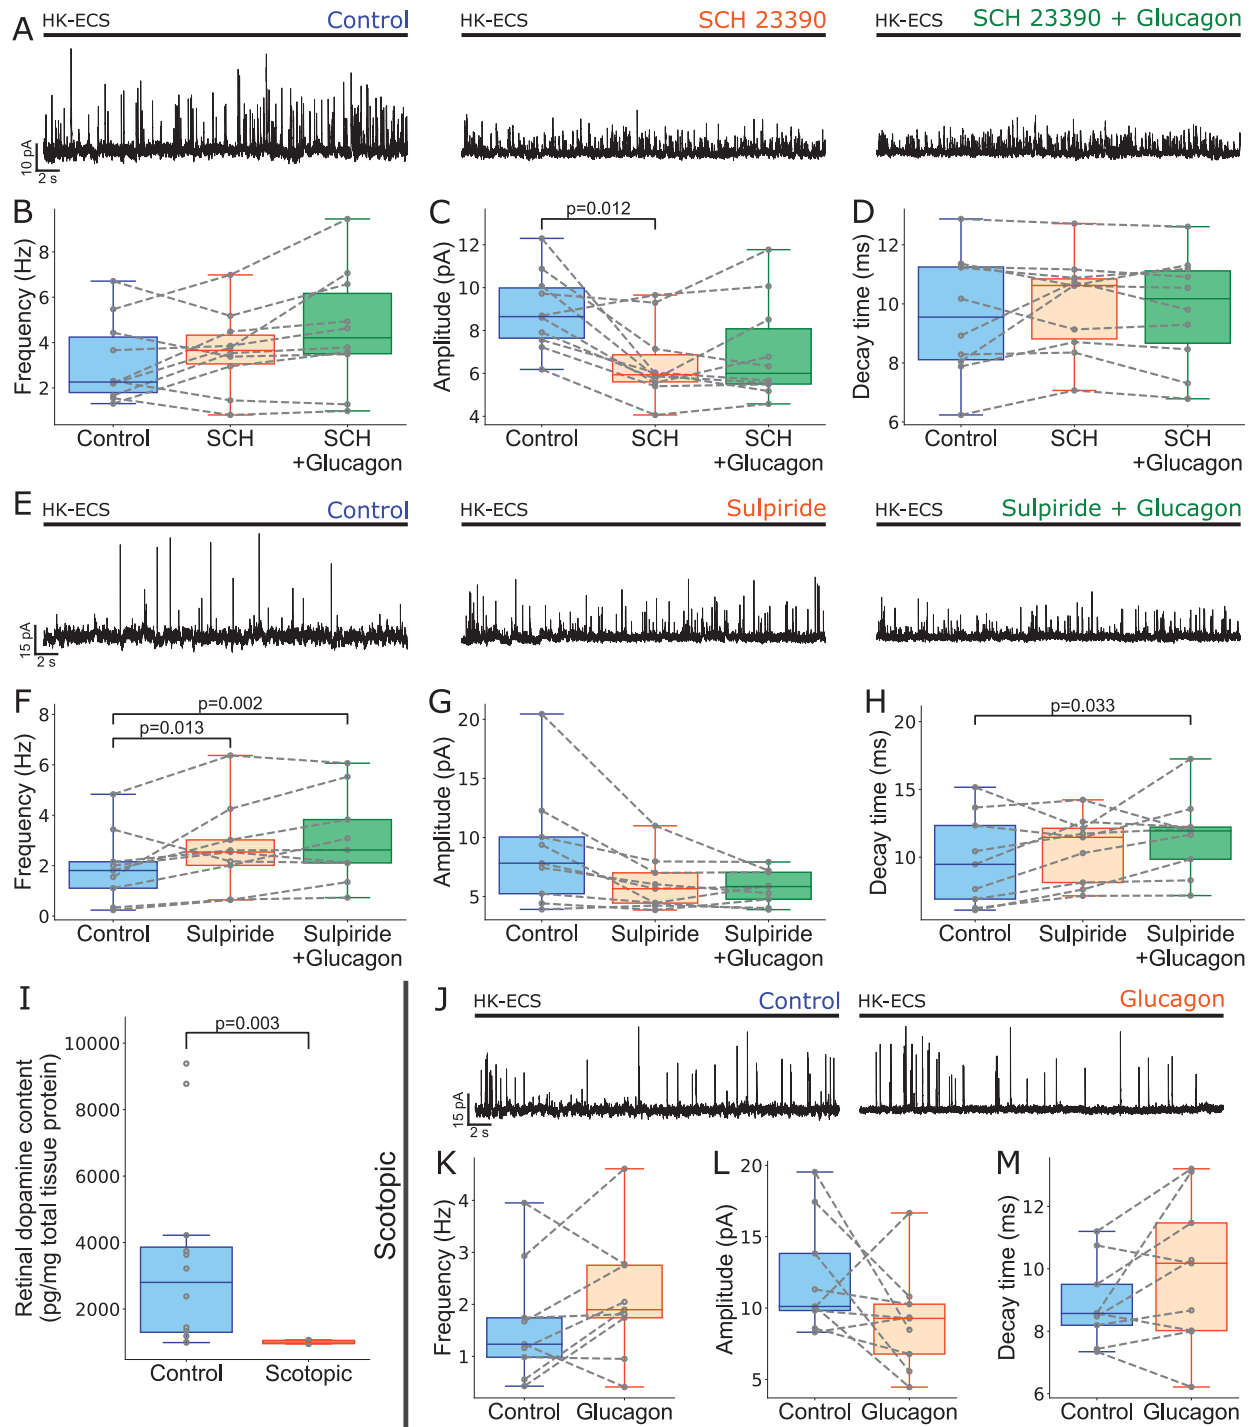 A
HK-ECS Control
HK-ECS SCH 23390
HK-ECS SCH 23390 + Glucagon
10 pA
2 s
B
Frequency (Hz)
8
6
4
2
Control SCH SCH
+Glucagon
C
p=0.012
Amplitude (pA)
12
10
8
6
4
Control SCH SCH
+Glucagon
D
Decay time (ms)
12
10
8
6
Control SCH SCH
+Glucagon
E
HK-ECS Control
HK-ECS Sulpiride
HK-ECS Sulpiride + Glucagon
15 pA
2 s
F
p=0.002
p=0.013
Frequency (Hz)
8
6
4
2
0
Control Sulpiride Sulpiride
+Glucagon
G
Amplitude (pA)
20
15
10
5
Control Sulpiride Sulpiride
+Glucagon
H
p=0.033
Decay time (ms)
20
15
10
Control Sulpiride Sulpiride
+Glucagon
I
p=0.003
Retinal dopamine content
(pg/mg total tissue protein)
10000
8000
6000
4000
2000
Control Scotopic
Scotopic
J
HK-ECS Control
HK-ECS Glucagon
15 pA
2 s
K
Frequency (Hz)
4
3
2
1
Control Glucagon
L
Amplitude (pA)
20
15
10
5
Control Glucagon
M
Decay time (ms)
12
10
8
6
Control Glucagon